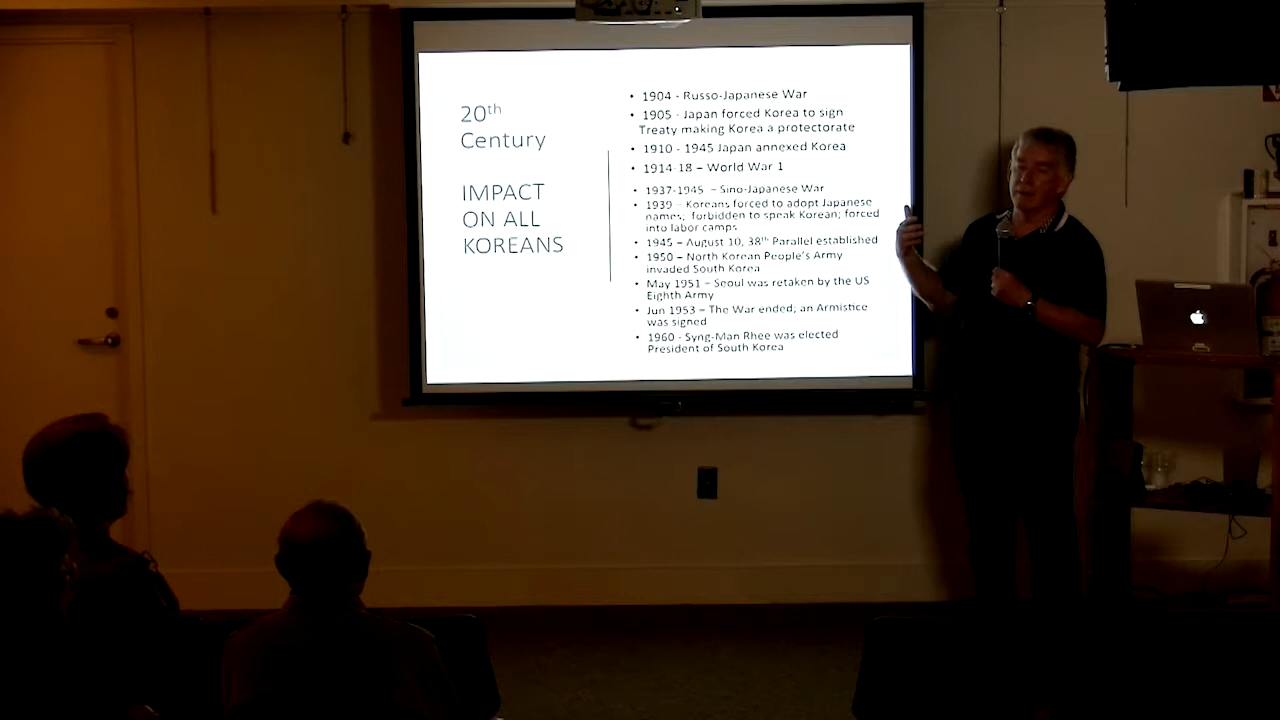 20th
Century
IMPACT
ON ALL
KOREANS
• 1904 - Russo-Japanese War
• 1905 - Japan forced Korea to sign
Treaty making Korea a protectorate
• 1910 - 1945 Japan annexed Korea
• 1914-18 – World War 1
• 1937-1945 – Sino-Japanese War
• 1939 – Koreans forced to adopt Japanese
names; forbidden to speak Korean; forced
into labor camps
• 1945 – August 10, 38th Parallel established
• 1950 – North Korean People's Army
invaded South Korea
• May 1951 – Seoul was retaken by the US
Eighth Army
• Jun 1953 – The War ended; an Armistice
was signed
• 1960 - Syng-Man Rhee was elected
President of South Korea